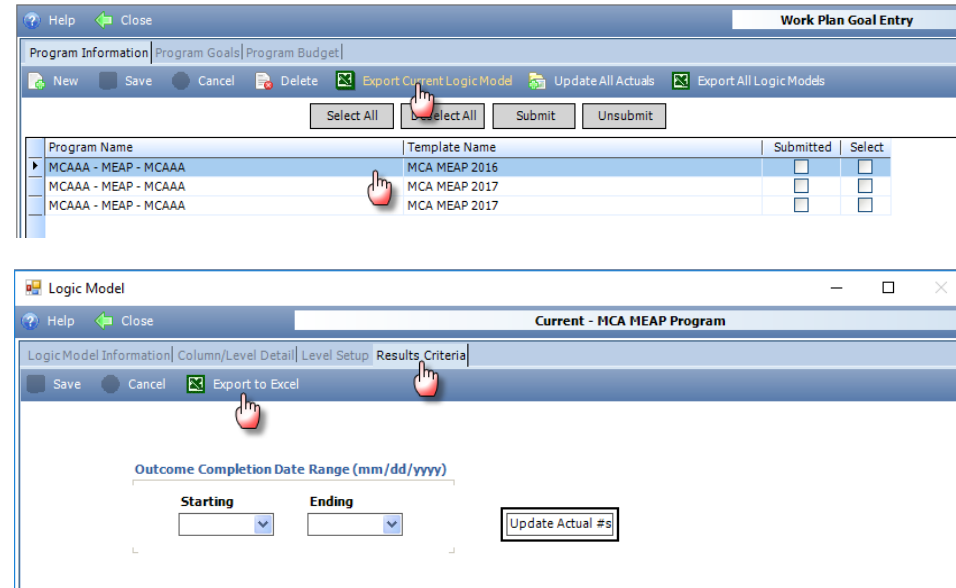 Help Close Work Plan Goal Entry
Program Information Program Goals Program Budget
New Save Cancel Delete Export Current Logic Model Update All Actuals Export All Logic Models
Select All Deselect All Submit Unsubmit
Program Name Template Name Submitted Select
MCAAA - MEAP - MCAAA MCA MEAP 2016
MCAAA - MEAP - MCAAA MCA MEAP 2017
MCAAA - MEAP - MCAAA MCA MEAP 2017
Logic Model
Help Close Current - MCA MEAP Program
Logic Model Information Column/Level Detail Level Setup Results Criteria
Save Cancel Export to Excel
Outcome Completion Date Range (mm/dd/yyyy)
Starting Ending
Update Actual #s